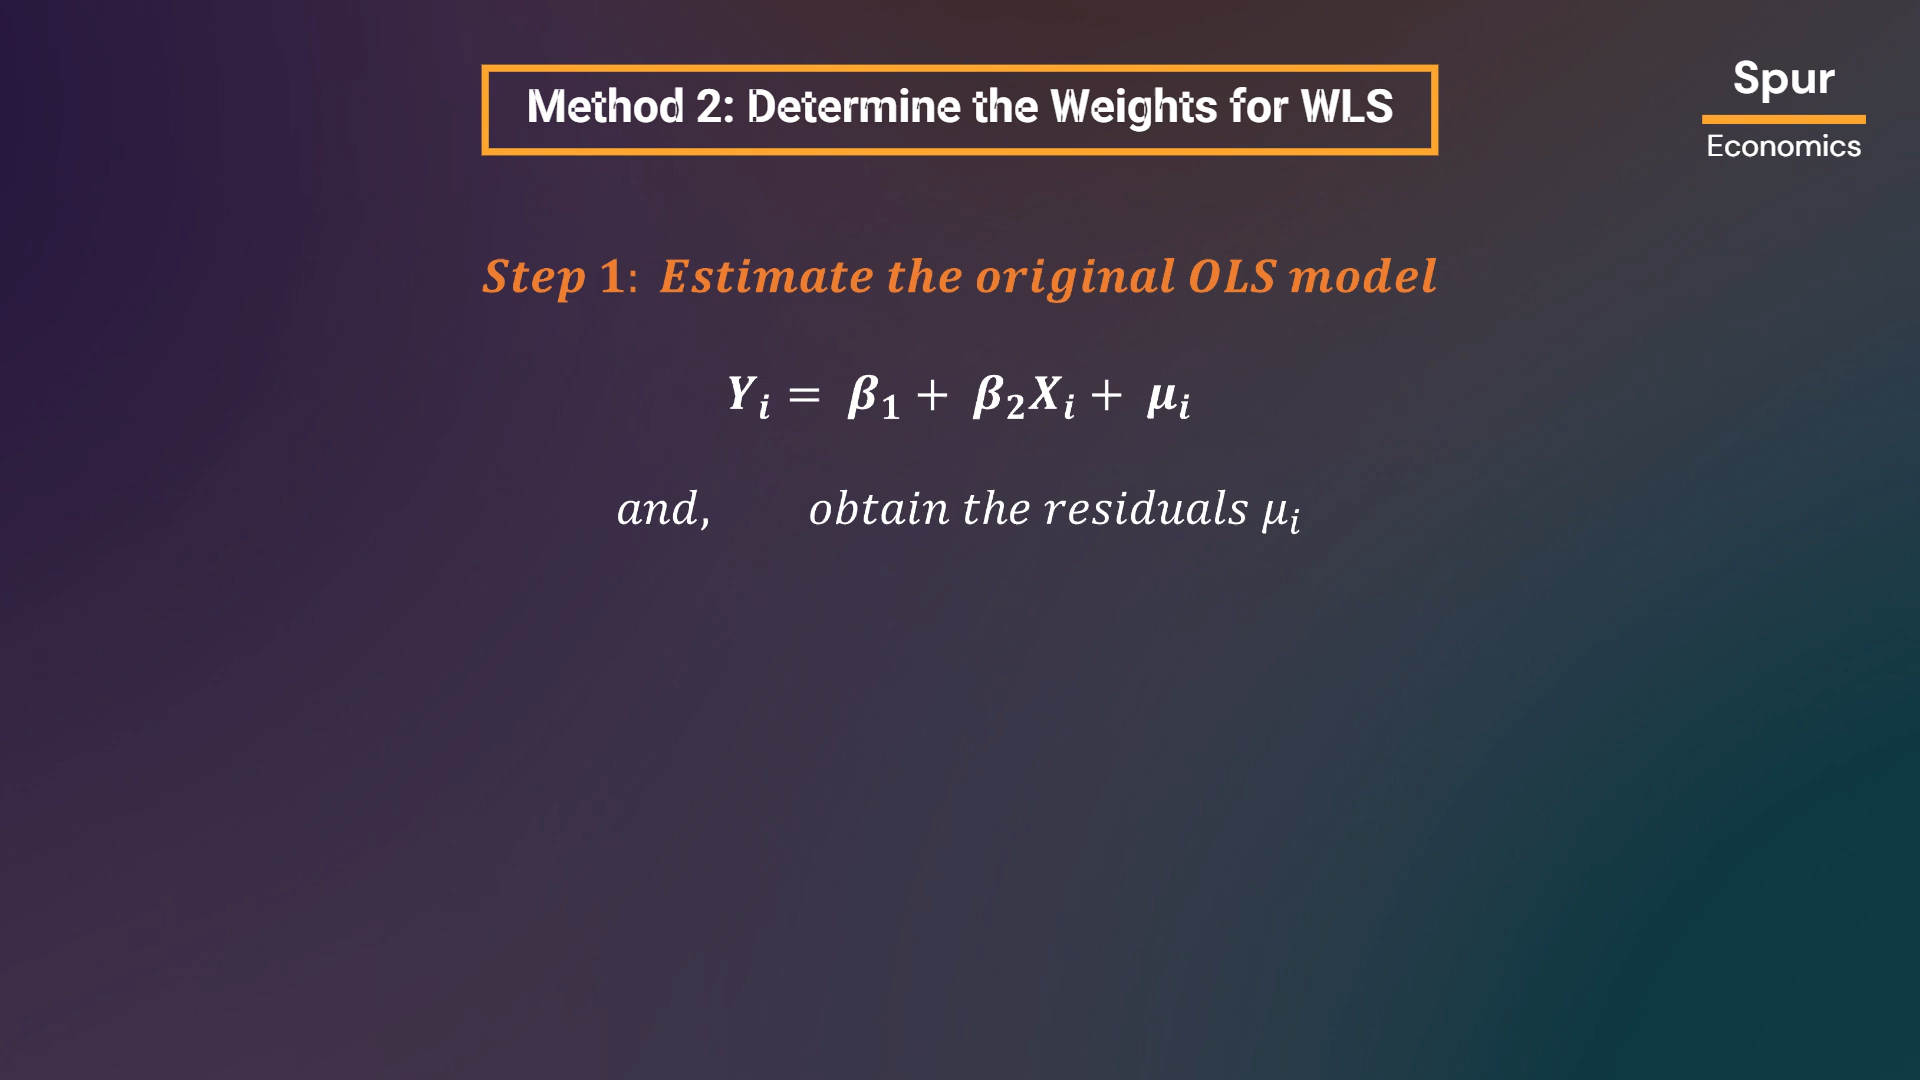 Method 2: Determine the Weights for WLS
Spur
Economics
Step 1: Estimate the original OLS model
Yᵢ = β₁ + β₂Xᵢ + μᵢ
and, obtain the residuals μᵢ